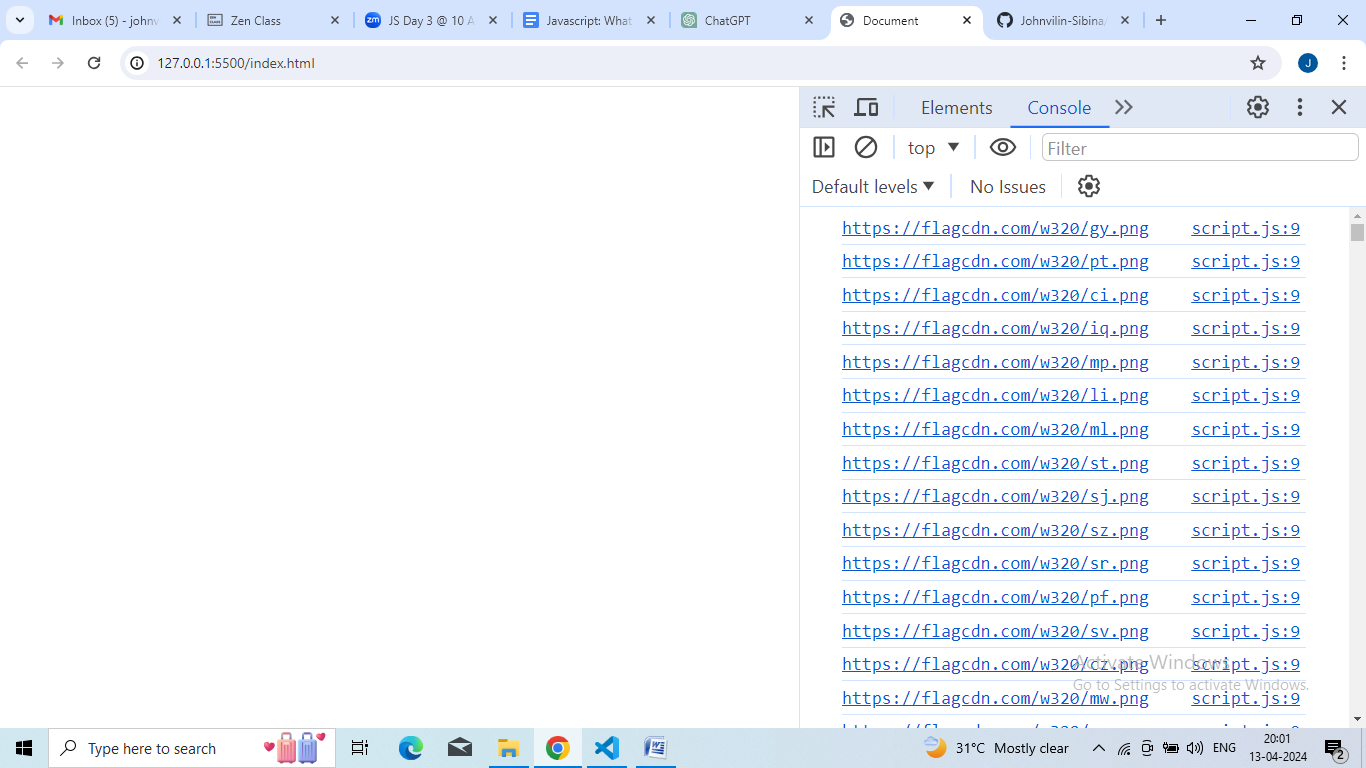 Inbox (5) - johnv
Zen Class
JS Day 3 @ 10 A
Javascript: What
ChatGPT
Document
Johnvilin-Sibina/
127.0.0.1:5500/index.html
J
Elements
Console
top
Filter
Default levels
No Issues
https://flagcdn.com/w320/gy.png script.js:9
https://flagcdn.com/w320/pt.png script.js:9
https://flagcdn.com/w320/ci.png script.js:9
https://flagcdn.com/w320/iq.png script.js:9
https://flagcdn.com/w320/mp.png script.js:9
https://flagcdn.com/w320/li.png script.js:9
https://flagcdn.com/w320/ml.png script.js:9
https://flagcdn.com/w320/st.png script.js:9
https://flagcdn.com/w320/sj.png script.js:9
https://flagcdn.com/w320/sz.png script.js:9
https://flagcdn.com/w320/sr.png script.js:9
https://flagcdn.com/w320/pf.png script.js:9
https://flagcdn.com/w320/sv.png script.js:9
https://flagcdn.com/w320/cz.png script.js:9
Activate Windows
Go to Settings to activate Windows.
https://flagcdn.com/w320/mw.png script.js:9
Type here to search
31°C Mostly clear
ENG
20:01
13-04-2024
2